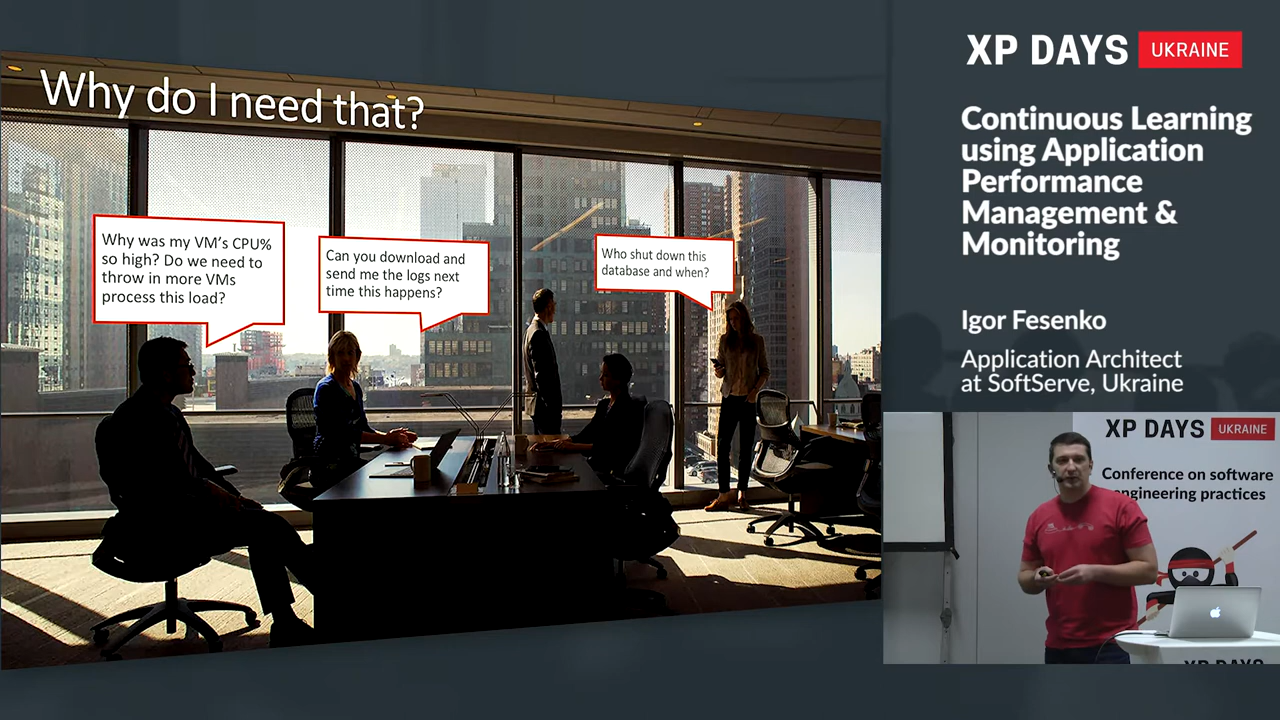 Why do I need that?
Why was my VM's CPU%
so high? Do we need to
throw in more VMs
process this load?
Can you download and
send me the logs next
time this happens?
Who shut down this
database and when?
XP DAYS UKRAINE
Continuous Learning
using Application
Performance
Management &
Monitoring
Igor Fesenko
Application Architect
at SoftServe, Ukraine
XP DAYS UKRAINE
Conference on software
engineering practices
XP DAYS